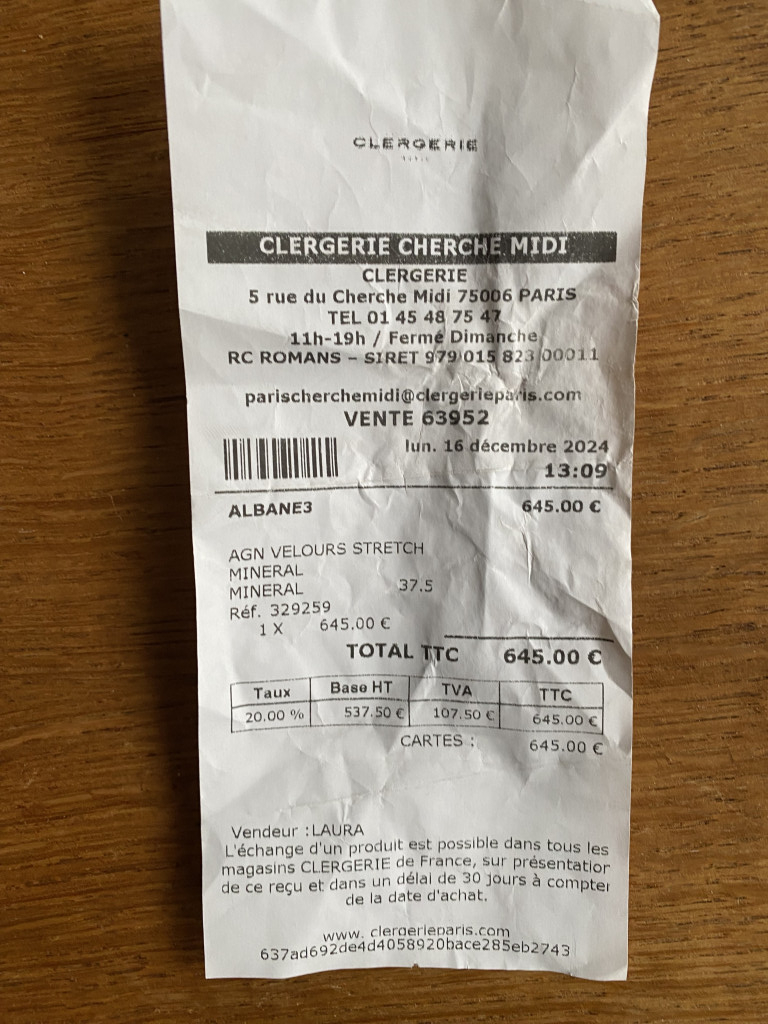 CLERGERIE
PARIS
CLERGERIE CHERCHE MIDI
CLERGERIE
5 rue du Cherche Midi 75006 PARIS
TEL 01 45 48 75 47
11h-19h / Fermé Dimanche
RC ROMANS - SIRET 979 015 823 00011
parischerchemidi@clergerieparis.com
VENTE 63952
lun. 16 décembre 2024
13:09
ALBANE3 645.00 €
AGN VELOURS STRETCH
MINERAL
MINERAL 37.5
Réf. 329259
1 X 645.00 €
TOTAL TTC 645.00 €
Taux Base HT TVA TTC
20.00 % 537.50 € 107.50 € 645.00 €
CARTES : 645.00 €
Vendeur :LAURA
L'échange d'un produit est possible dans tous les
magasins CLERGERIE de France, sur présentation
de ce reçu et dans un délai de 30 jours à compter
de la date d'achat.
www. clergerieparis.com
637ad692de4d4058920bace285eb2743